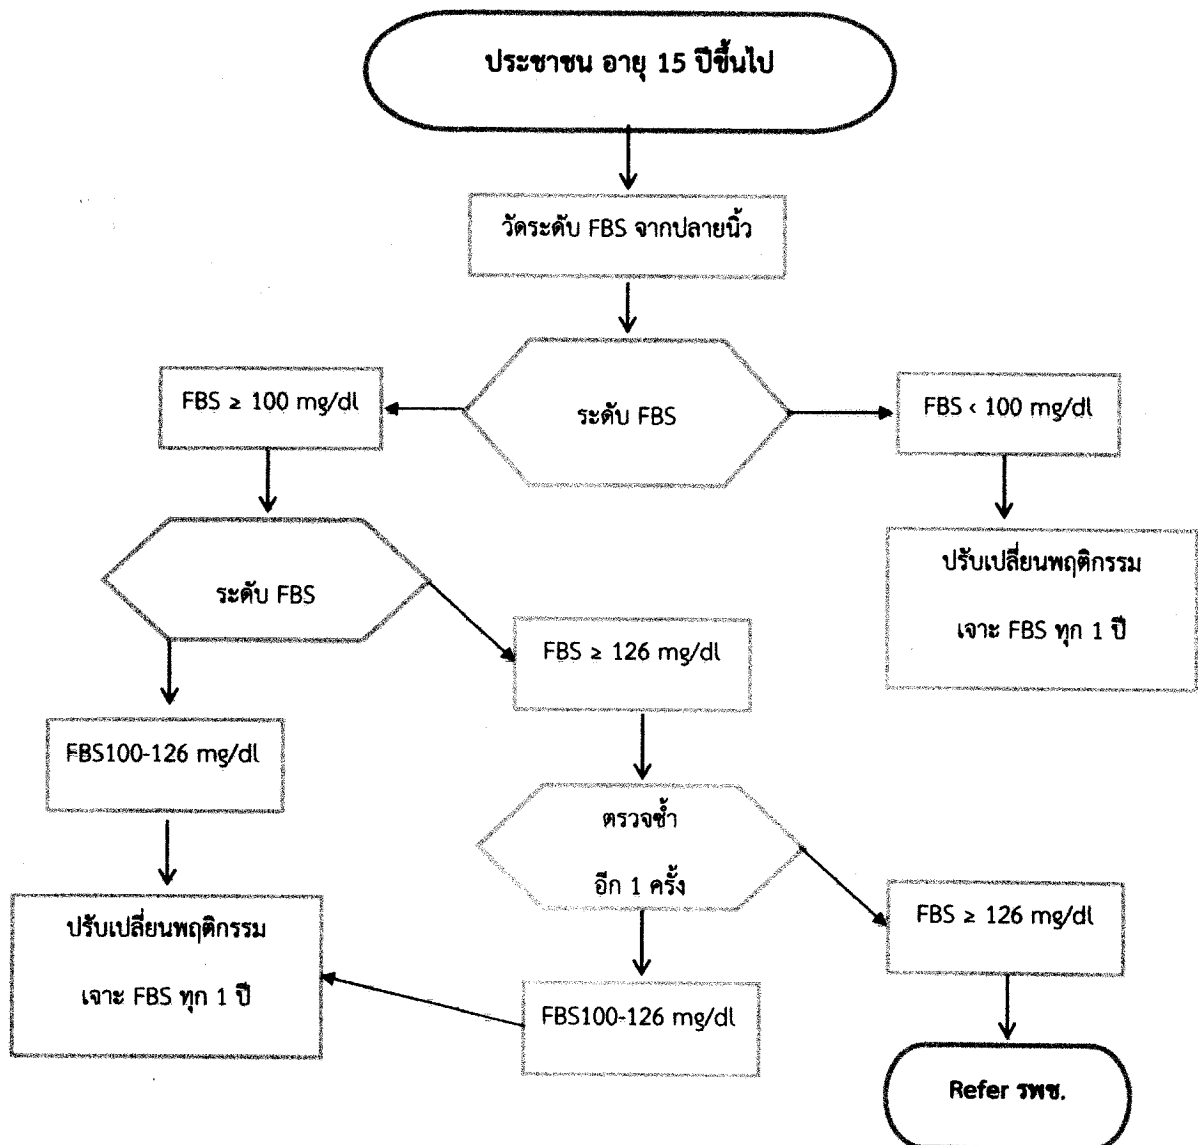 ประชาชน อายุ 15 ปีขึ้นไป
วัดระดับ FBS จากปลายนิ้ว
ระดับ FBS
FBS ≥ 100 mg/dl
FBS < 100 mg/dl
ปรับเปลี่ยนพฤติกรรม
เจาะ FBS ทุก 1 ปี
ระดับ FBS
FBS ≥ 126 mg/dl
FBS100-126 mg/dl
ตรวจซ้ำ
อีก 1 ครั้ง
ปรับเปลี่ยนพฤติกรรม
เจาะ FBS ทุก 1 ปี
FBS ≥ 126 mg/dl
FBS100-126 mg/dl
Refer รพช.